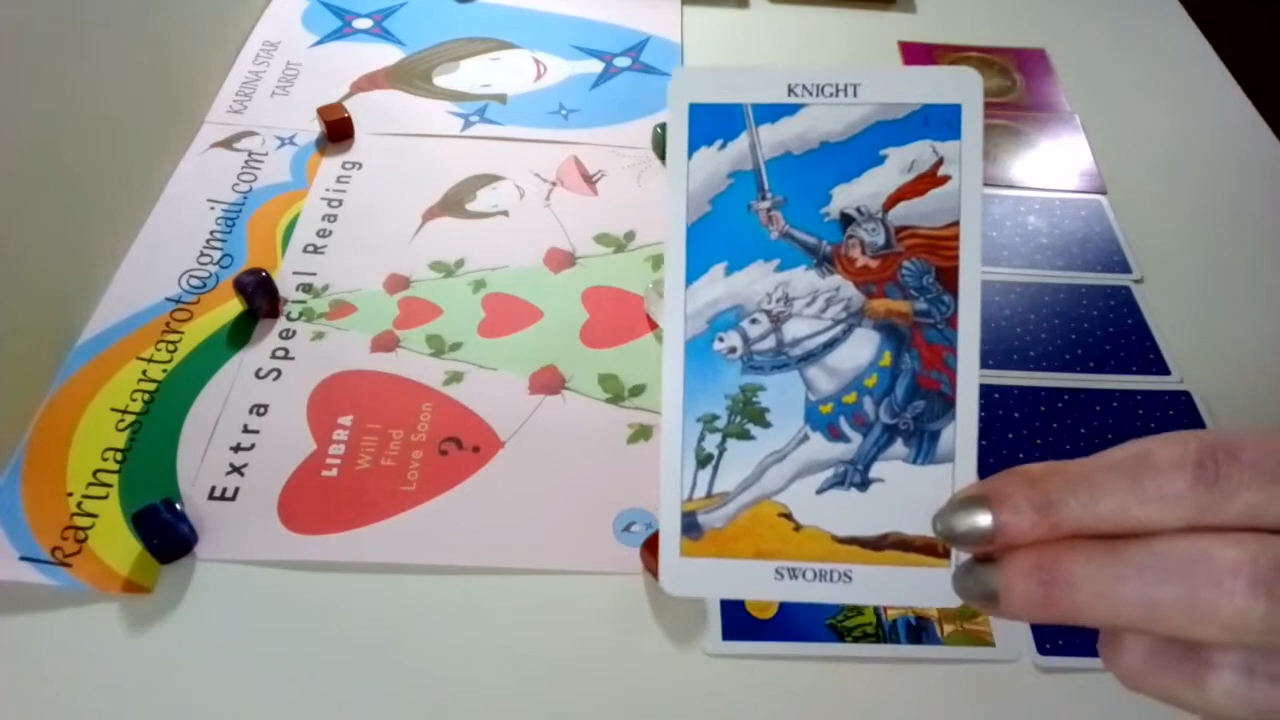 KARINA STAR
TAROT
karina.star.tarot@gmail.com
Extra Special Reading
LIBRA
Will I
Find
Love Soon
?
KNIGHT
SWORDS